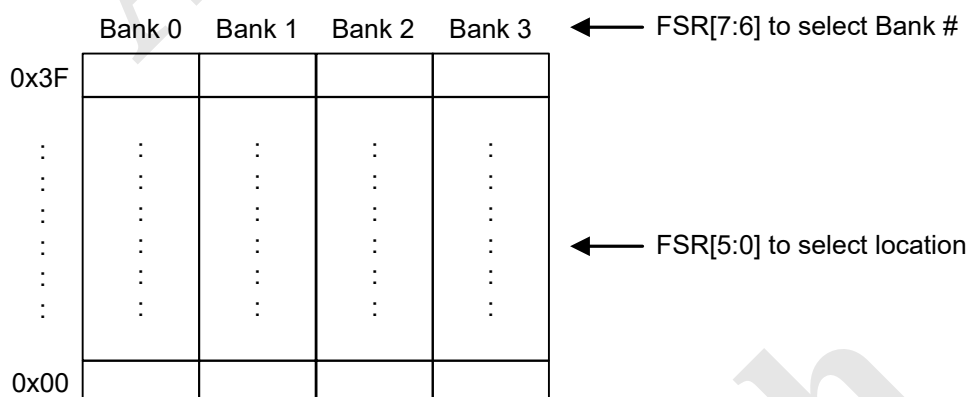 Bank 0 Bank 1 Bank 2 Bank 3 FSR[7:6] to select Bank #
0x3F
: : : : :
: : : : :
: : : : :
: : : : : FSR[5:0] to select location
: : : : :
: : : : :
0x00